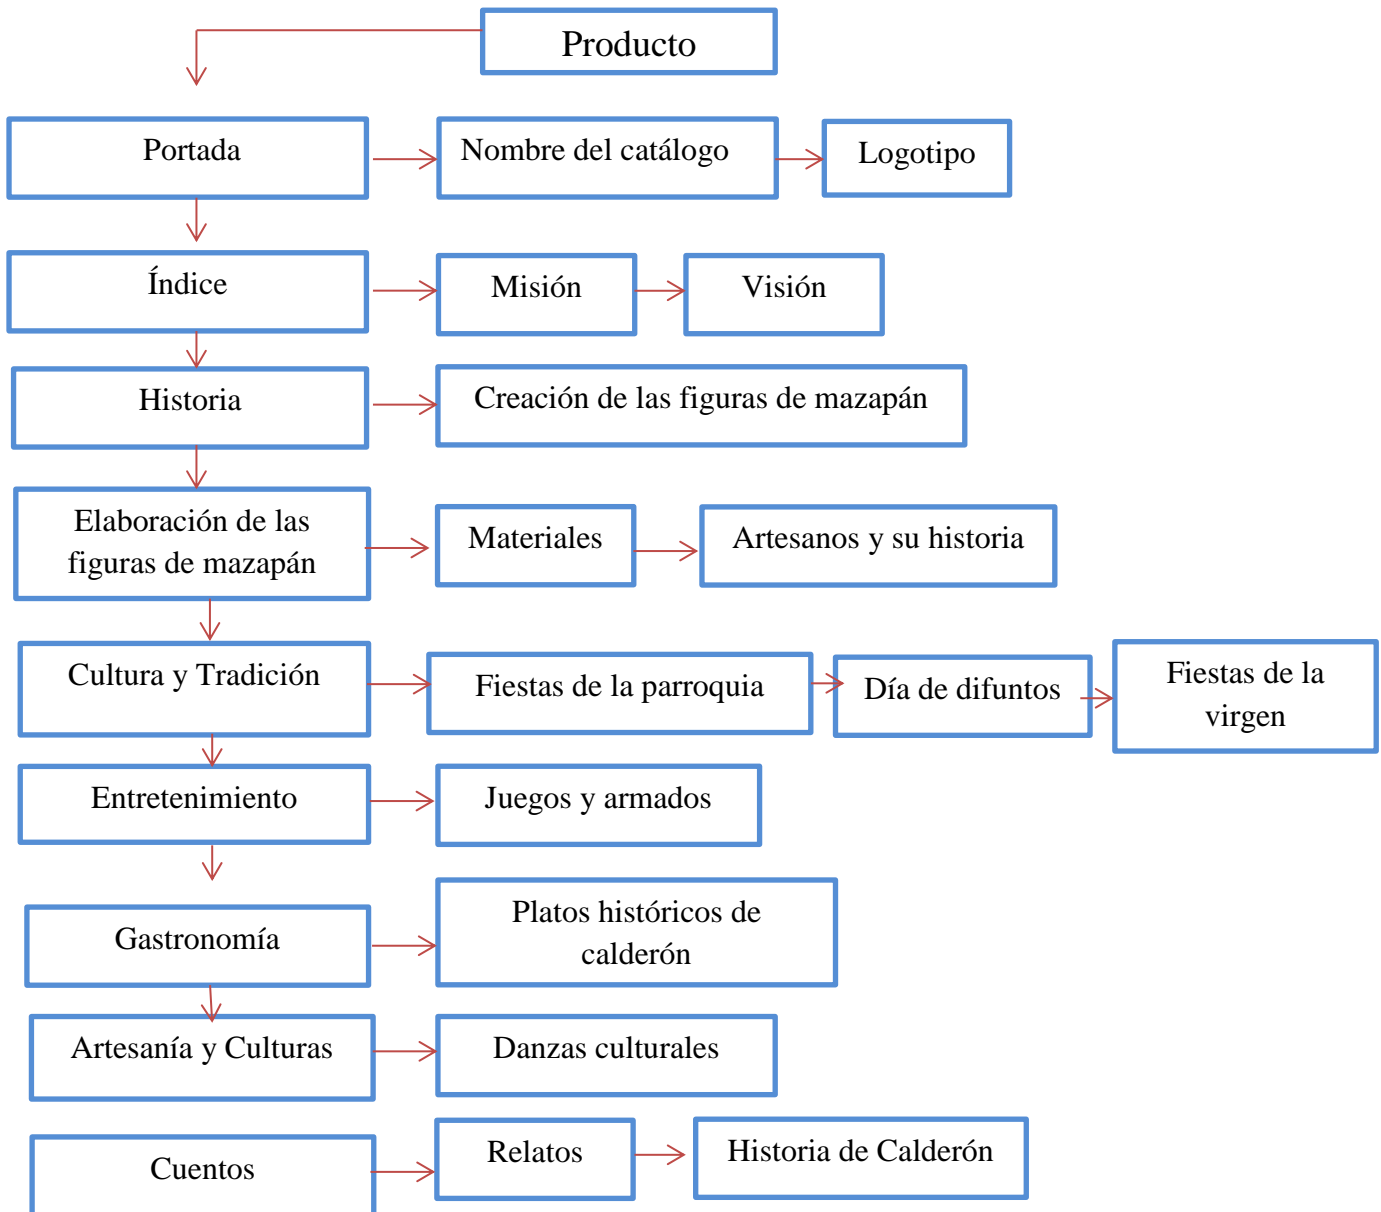 Producto
Portada
Nombre del catálogo
Logotipo
Índice
Misión
Visión
Historia
Creación de las figuras de mazapán
Elaboración de las
figuras de mazapán
Materiales
Artesanos y su historia
Cultura y Tradición
Fiestas de la parroquia
Día de difuntos
Fiestas de la
virgen
Entretenimiento
Juegos y armados
Gastronomía
Platos históricos de
calderón
Artesanía y Culturas
Danzas culturales
Cuentos
Relatos
Historia de Calderón